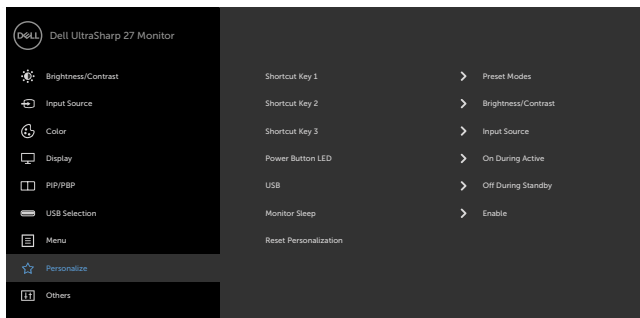 DELL Dell UltraSharp 27 Monitor
Brightness/Contrast Shortcut Key 1 Preset Modes
Input Source Shortcut Key 2 Brightness/Contrast
Color Shortcut Key 3 Input Source
Display Power Button LED On During Active
PIP/PBP USB Off During Standby
USB Selection Monitor Sleep Enable
Menu Reset Personalization
Personalize
Others